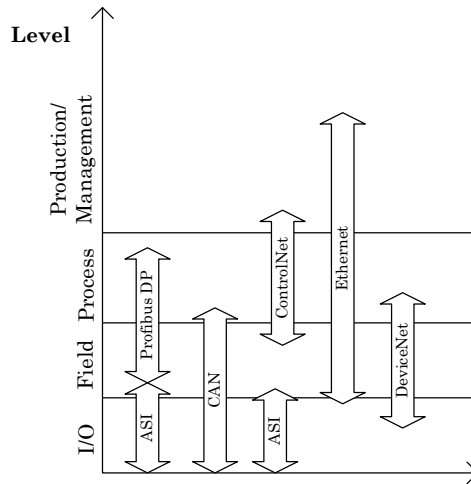 Level
Production/
Management
Process
Field
I/O
Profibus DP
ASI
CAN
ControlNet
ASI
Ethernet
DeviceNet